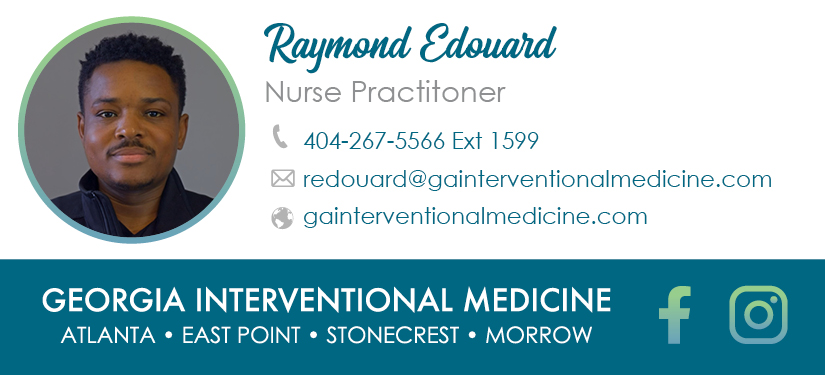 Raymond Edouard
Nurse Practitoner
404-267-5566 Ext 1599
redouard@gainterventionalmedicine.com
gainterventionalmedicine.com
GEORGIA INTERVENTIONAL MEDICINE
ATLANTA • EAST POINT • STONECREST • MORROW